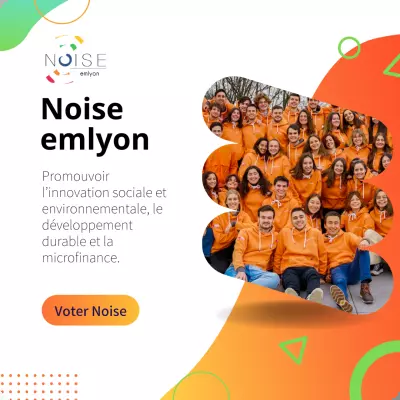 NOISE
emlyon
Noise
emlyon
Promouvoir
l'innovation sociale et
environnementale, le
développement
durable et la
microfinance.
Voter Noise